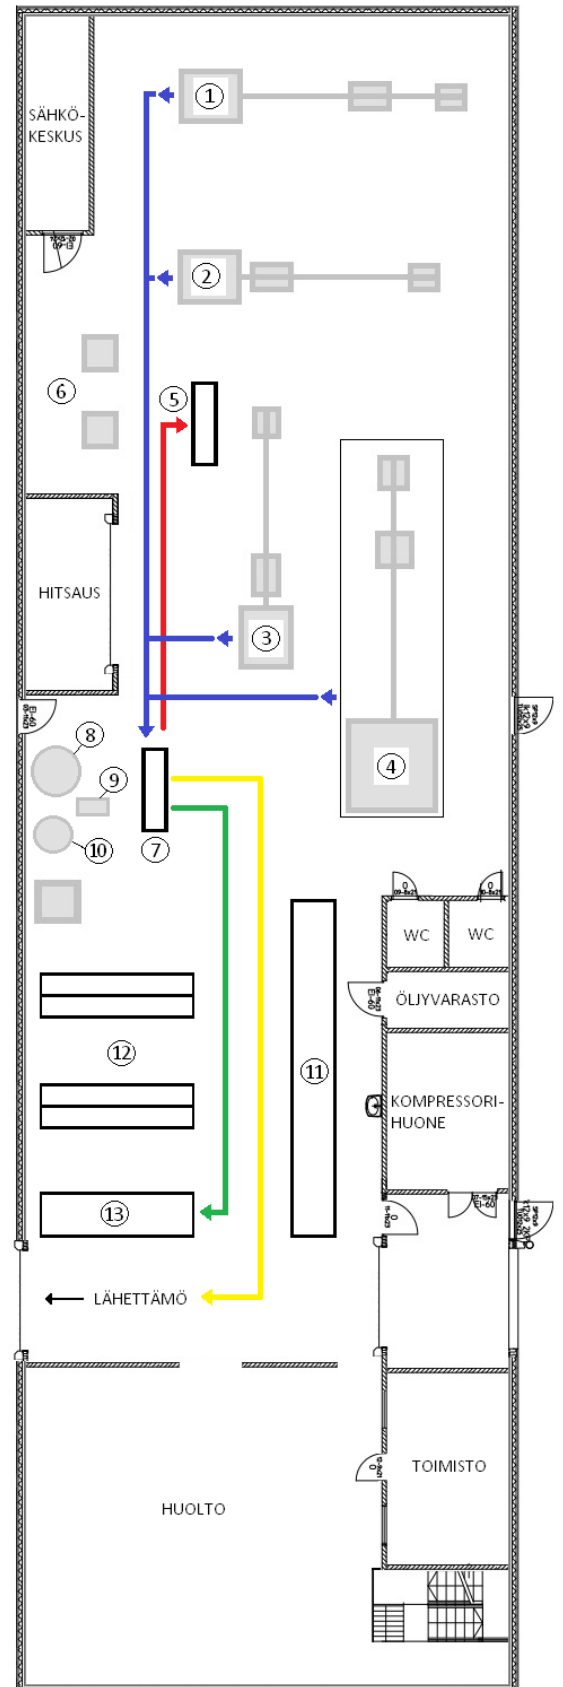 1
SÄHKÖ-
KESKUS
2
6
5
HITSAUS
3
4
8
9
10
7
WC
WC
ÖLJYVARASTO
12
11
KOMPRESSORI-
HUONE
13
LÄHETTÄMÖ
TOIMISTO
HUOLTO